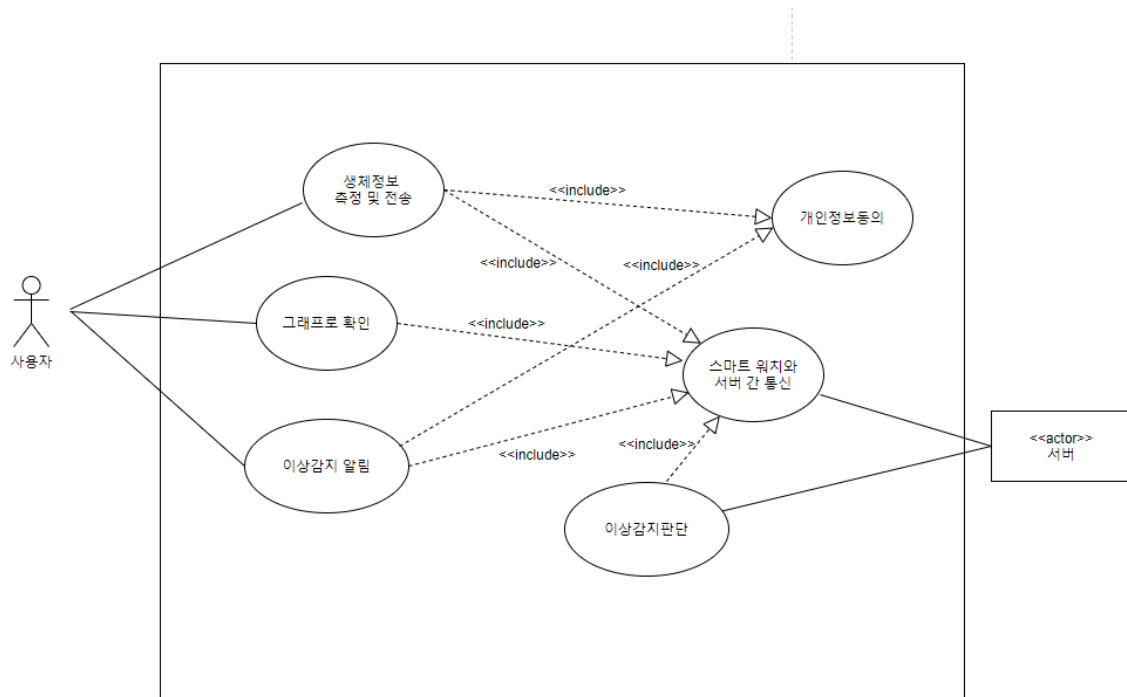 생체정보
측정 및 전송
<<include>>
개인정보동의
<<include>>
<<include>>
그래프로 확인
<<include>>
사용자
스마트 워치와
서버 간 통신
이상감지 알림
<<include>>
<<include>>
<<actor>>
서버
이상감지판단